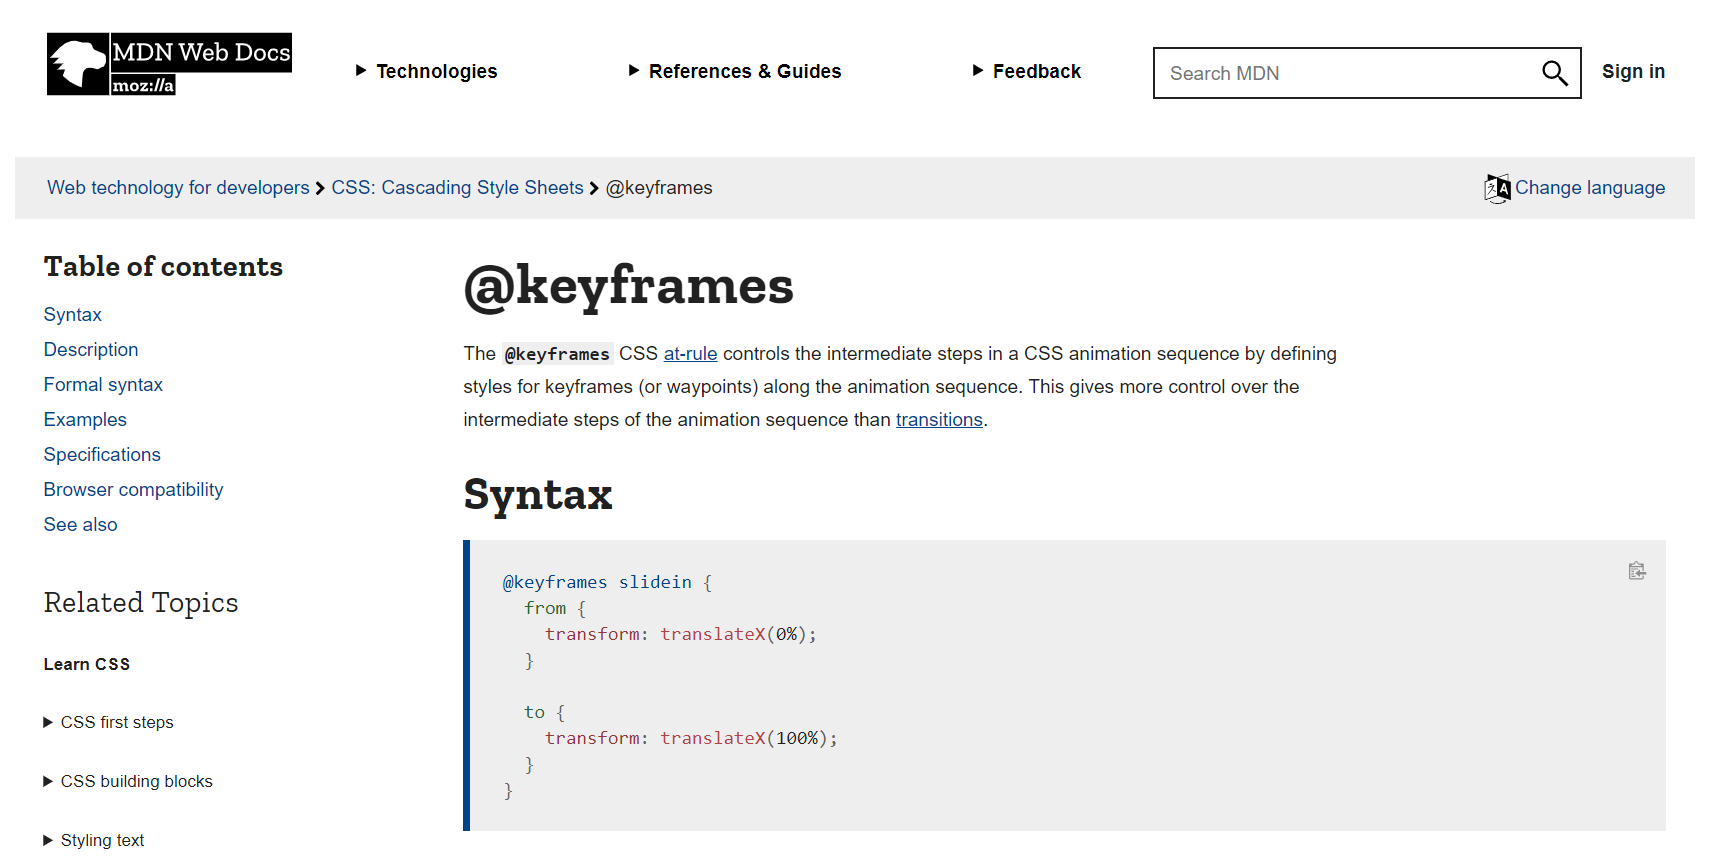 MDN Web Docs
moz://a
Technologies
References & Guides
Feedback
Search MDN
Sign in
Web technology for developers
CSS: Cascading Style Sheets
@keyframes
Change language
Table of contents
Syntax
Description
Formal syntax
Examples
Specifications
Browser compatibility
See also
Related Topics
Learn CSS
CSS first steps
CSS building blocks
Styling text
@keyframes
The @keyframes CSS at-rule controls the intermediate steps in a CSS animation sequence by defining
styles for keyframes (or waypoints) along the animation sequence. This gives more control over the
intermediate steps of the animation sequence than transitions.
Syntax
@keyframes slidein {
  from {
    transform: translateX(0%);
  }

  to {
    transform: translateX(100%);
  }
}